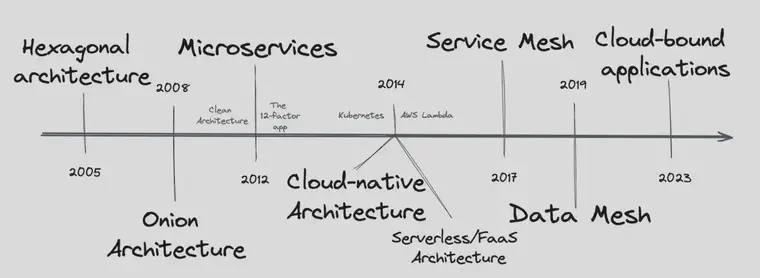 Hexagonal
architecture
2005
2008
Onion
Architecture
Microservices
Clean
Architecture
The
12-Factor
app
2012
2014
Kubernetes
AWS Lambda
Cloud-native
Architecture
Serverless/FaaS
Architecture
Service Mesh
2017
2019
Data Mesh
Cloud-bound
applications
2023